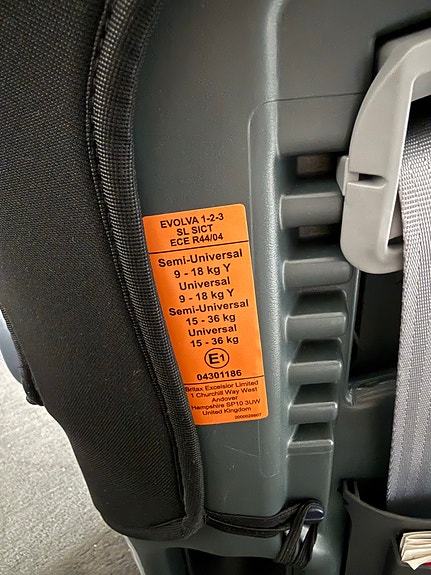 EVOLVA 1-2-3
SL SICT
ECE R44/04
Semi-Universal
9 - 18 kg Y
Universal
9 - 18 kg Y
Semi-Universal
15 - 36 kg
Universal
15 - 36 kg
E1
04301186
Britax Excelsior Limited
1 Churchill Way West
Andover
Hampshire SP10 3UW
United Kingdom